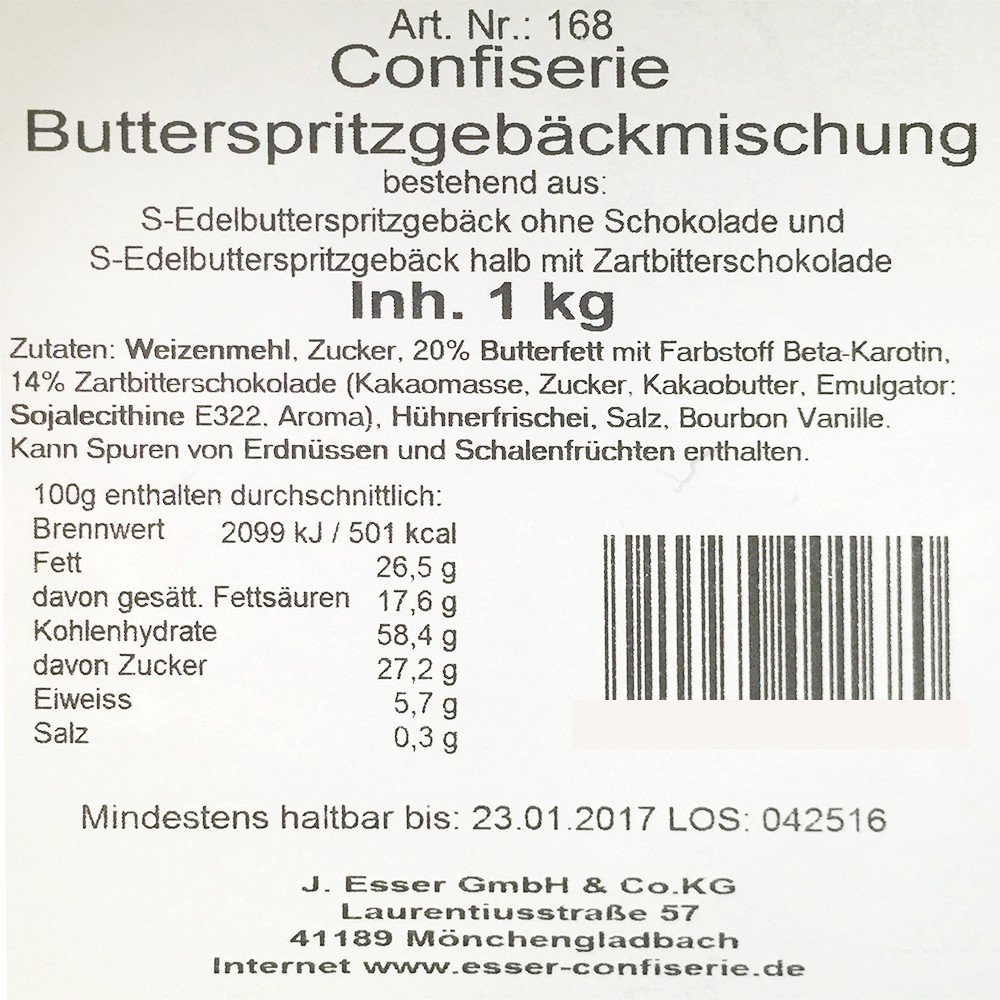 Art. Nr.: 168
Confiserie
Butterspritzgebäckmischung
bestehend aus:
S-Edelbutterspritzgebäck ohne Schokolade und
S-Edelbutterspritzgebäck halb mit Zartbitterschokolade
Inh. 1 kg
Zutaten: Weizenmehl, Zucker, 20% Butterfett mit Farbstoff Beta-Karotin,
14% Zartbitterschokolade (Kakaomasse, Zucker, Kakaobutter, Emulgator:
Sojalecithine E322, Aroma), Hühnerfrischei, Salz, Bourbon Vanille.
Kann Spuren von Erdnüssen und Schalenfrüchten enthalten.
100g enthalten durchschnittlich:
Brennwert 2099 kJ / 501 kcal
Fett 26,5 g
davon gesätt. Fettsäuren 17,6 g
Kohlenhydrate 58,4 g
davon Zucker 27,2 g
Eiweiss 5,7 g
Salz 0,3 g
Mindestens haltbar bis: 23.01.2017 LOS: 042516
J. Esser GmbH & Co.KG
Laurentiusstraße 57
41189 Mönchengladbach
Internet www.esser-confiserie.de